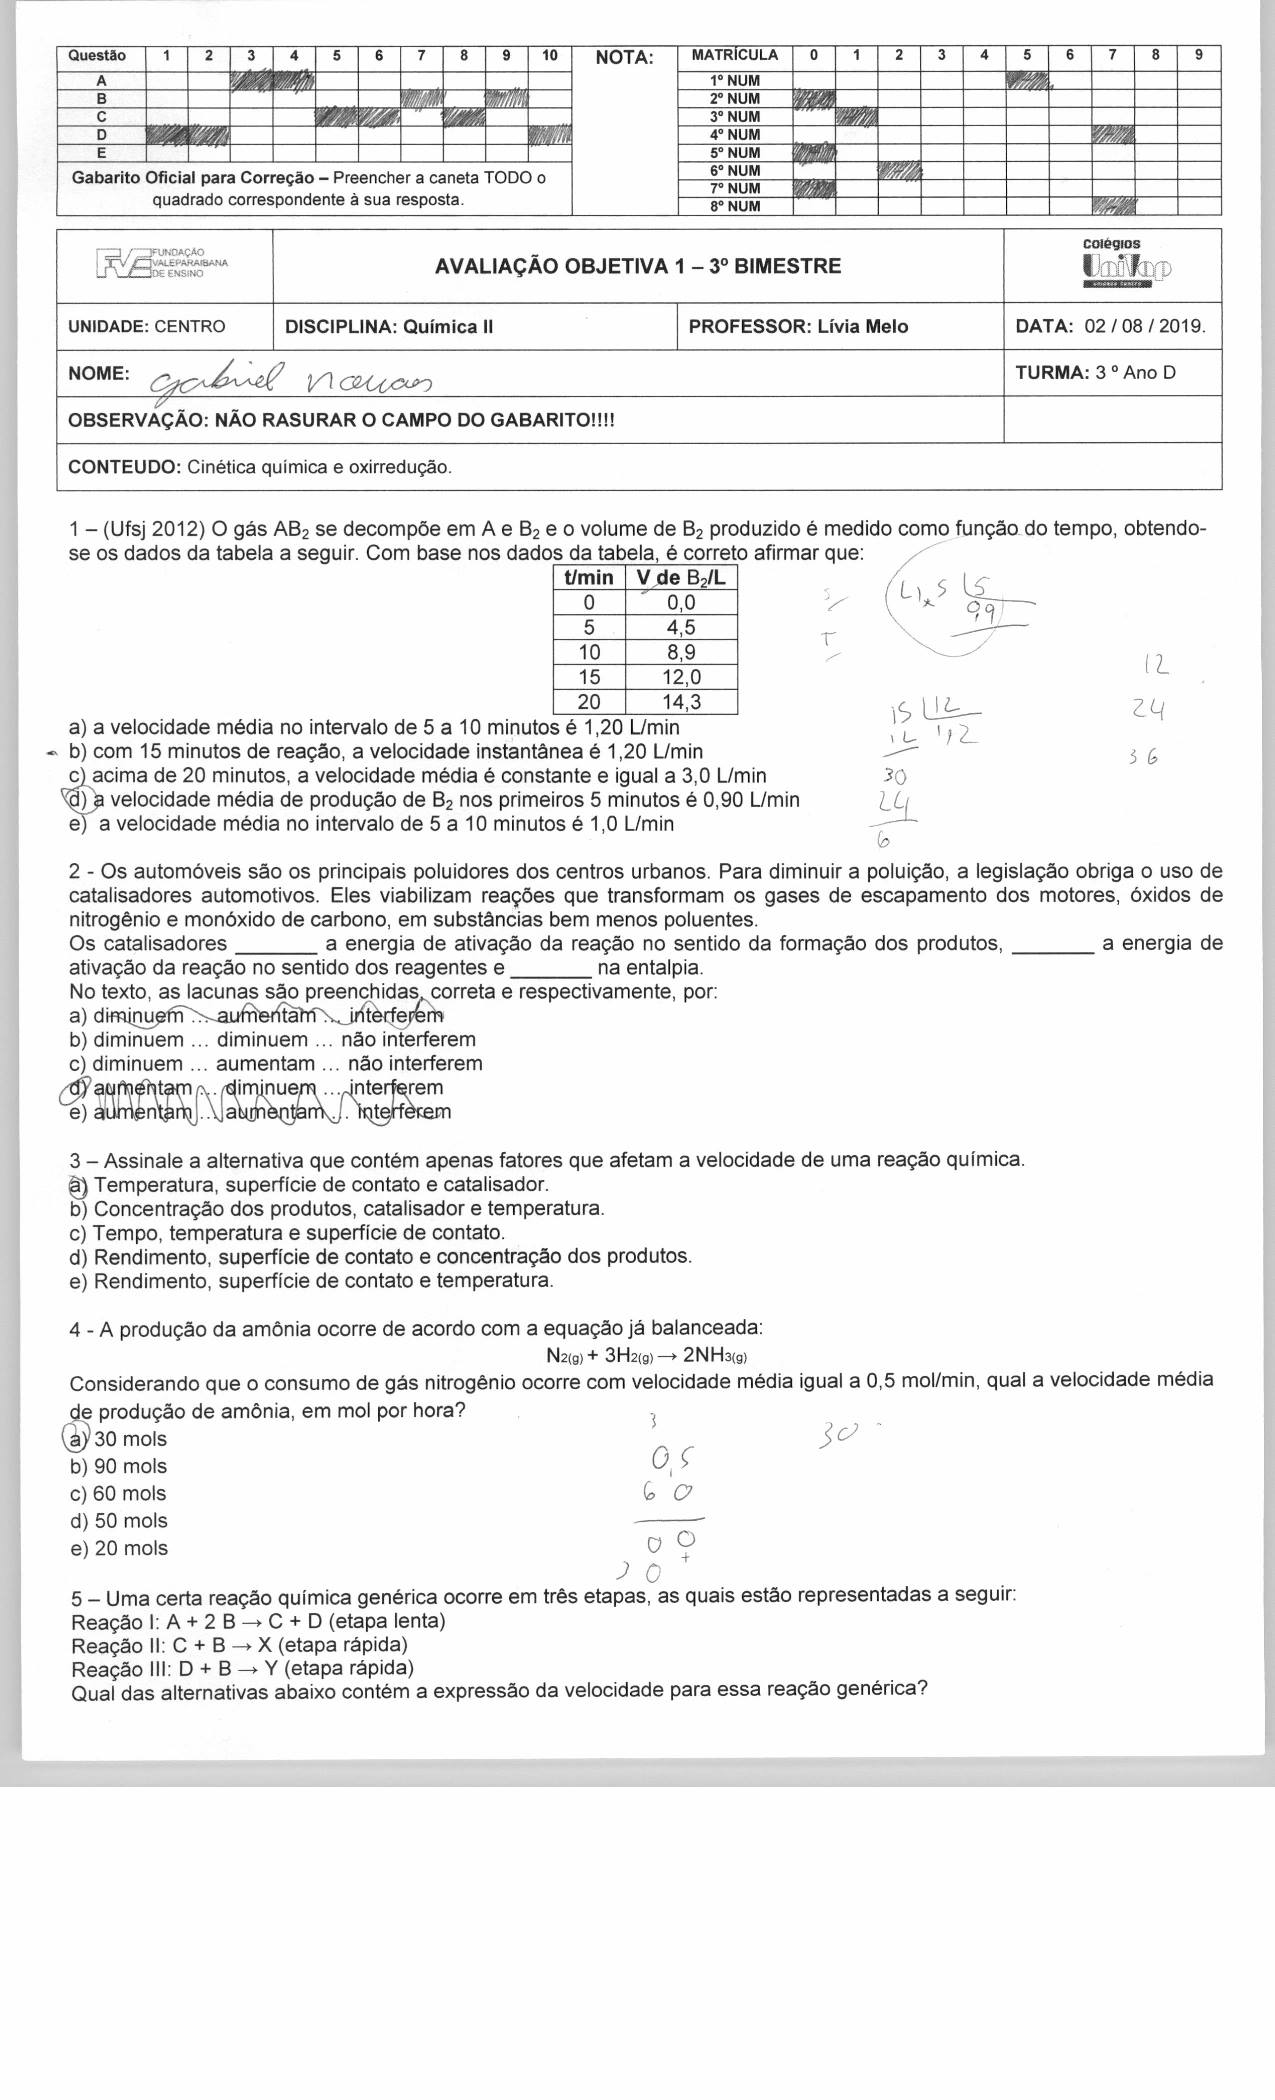 Questão 1 2 3 4 5 6 7 8 9 10 NOTA: MATRÍCULA 0 1 2 3 4 5 6 7 8 9
A 1º NUM
B 2º NUM
C 3º NUM
D 4º NUM
E 5º NUM
6º NUM
7º NUM
8º NUM
Gabarito Oficial para Correção – Preencher a caneta TODO o
quadrado correspondente à sua resposta.
FVE FUNDAÇÃO
VALEPARAIBANA
DE ENSINO
AVALIAÇÃO OBJETIVA 1 – 3º BIMESTRE
Colégios
UniVap
UNIDADE: CENTRO DISCIPLINA: Química II PROFESSOR: Lívia Melo DATA: 02 / 08 / 2019.
NOME: gabriel TURMA: 3 º Ano D
OBSERVAÇÃO: NÃO RASURAR O CAMPO DO GABARITO!!!!
CONTEUDO: Cinética química e oxirredução.
1 – (Ufsj 2012) O gás AB2 se decompõe em A e B2 e o volume de B2 produzido é medido como função do tempo, obtendo-
se os dados da tabela a seguir. Com base nos dados da tabela, é correto afirmar que:
t/min V de B2/L
0 0,0
5 4,5
10 8,9
15 12,0
20 14,3
4,5 5
0,9
12
24
36
15 12
12 1,2
30
24
6
a) a velocidade média no intervalo de 5 a 10 minutos é 1,20 L/min
b) com 15 minutos de reação, a velocidade instantânea é 1,20 L/min
c) acima de 20 minutos, a velocidade média é constante e igual a 3,0 L/min
d) a velocidade média de produção de B2 nos primeiros 5 minutos é 0,90 L/min
e) a velocidade média no intervalo de 5 a 10 minutos é 1,0 L/min
2 - Os automóveis são os principais poluidores dos centros urbanos. Para diminuir a poluição, a legislação obriga o uso de
catalisadores automotivos. Eles viabilizam reações que transformam os gases de escapamento dos motores, óxidos de
nitrogênio e monóxido de carbono, em substâncias bem menos poluentes.
Os catalisadores ________ a energia de ativação da reação no sentido da formação dos produtos, ________ a energia de
ativação da reação no sentido dos reagentes e ________ na entalpia.
No texto, as lacunas são preenchidas, correta e respectivamente, por:
a) diminuem ... aumentam ... interferem
b) diminuem ... diminuem ... não interferem
c) diminuem ... aumentam ... não interferem
d) aumentam ... diminuem ... interferem
e) aumentam ... aumentam ... interferem
3 – Assinale a alternativa que contém apenas fatores que afetam a velocidade de uma reação química.
a) Temperatura, superfície de contato e catalisador.
b) Concentração dos produtos, catalisador e temperatura.
c) Tempo, temperatura e superfície de contato.
d) Rendimento, superfície de contato e concentração dos produtos.
e) Rendimento, superfície de contato e temperatura.
4 - A produção da amônia ocorre de acordo com a equação já balanceada:
N2(g) + 3H2(g) → 2NH3(g)
Considerando que o consumo de gás nitrogênio ocorre com velocidade média igual a 0,5 mol/min, qual a velocidade média
de produção de amônia, em mol por hora?
a) 30 mols
b) 90 mols
c) 60 mols
d) 50 mols
e) 20 mols
3
0,5
60
00
30+
30
5 – Uma certa reação química genérica ocorre em três etapas, as quais estão representadas a seguir:
Reação I: A + 2 B → C + D (etapa lenta)
Reação II: C + B → X (etapa rápida)
Reação III: D + B → Y (etapa rápida)
Qual das alternativas abaixo contém a expressão da velocidade para essa reação genérica?